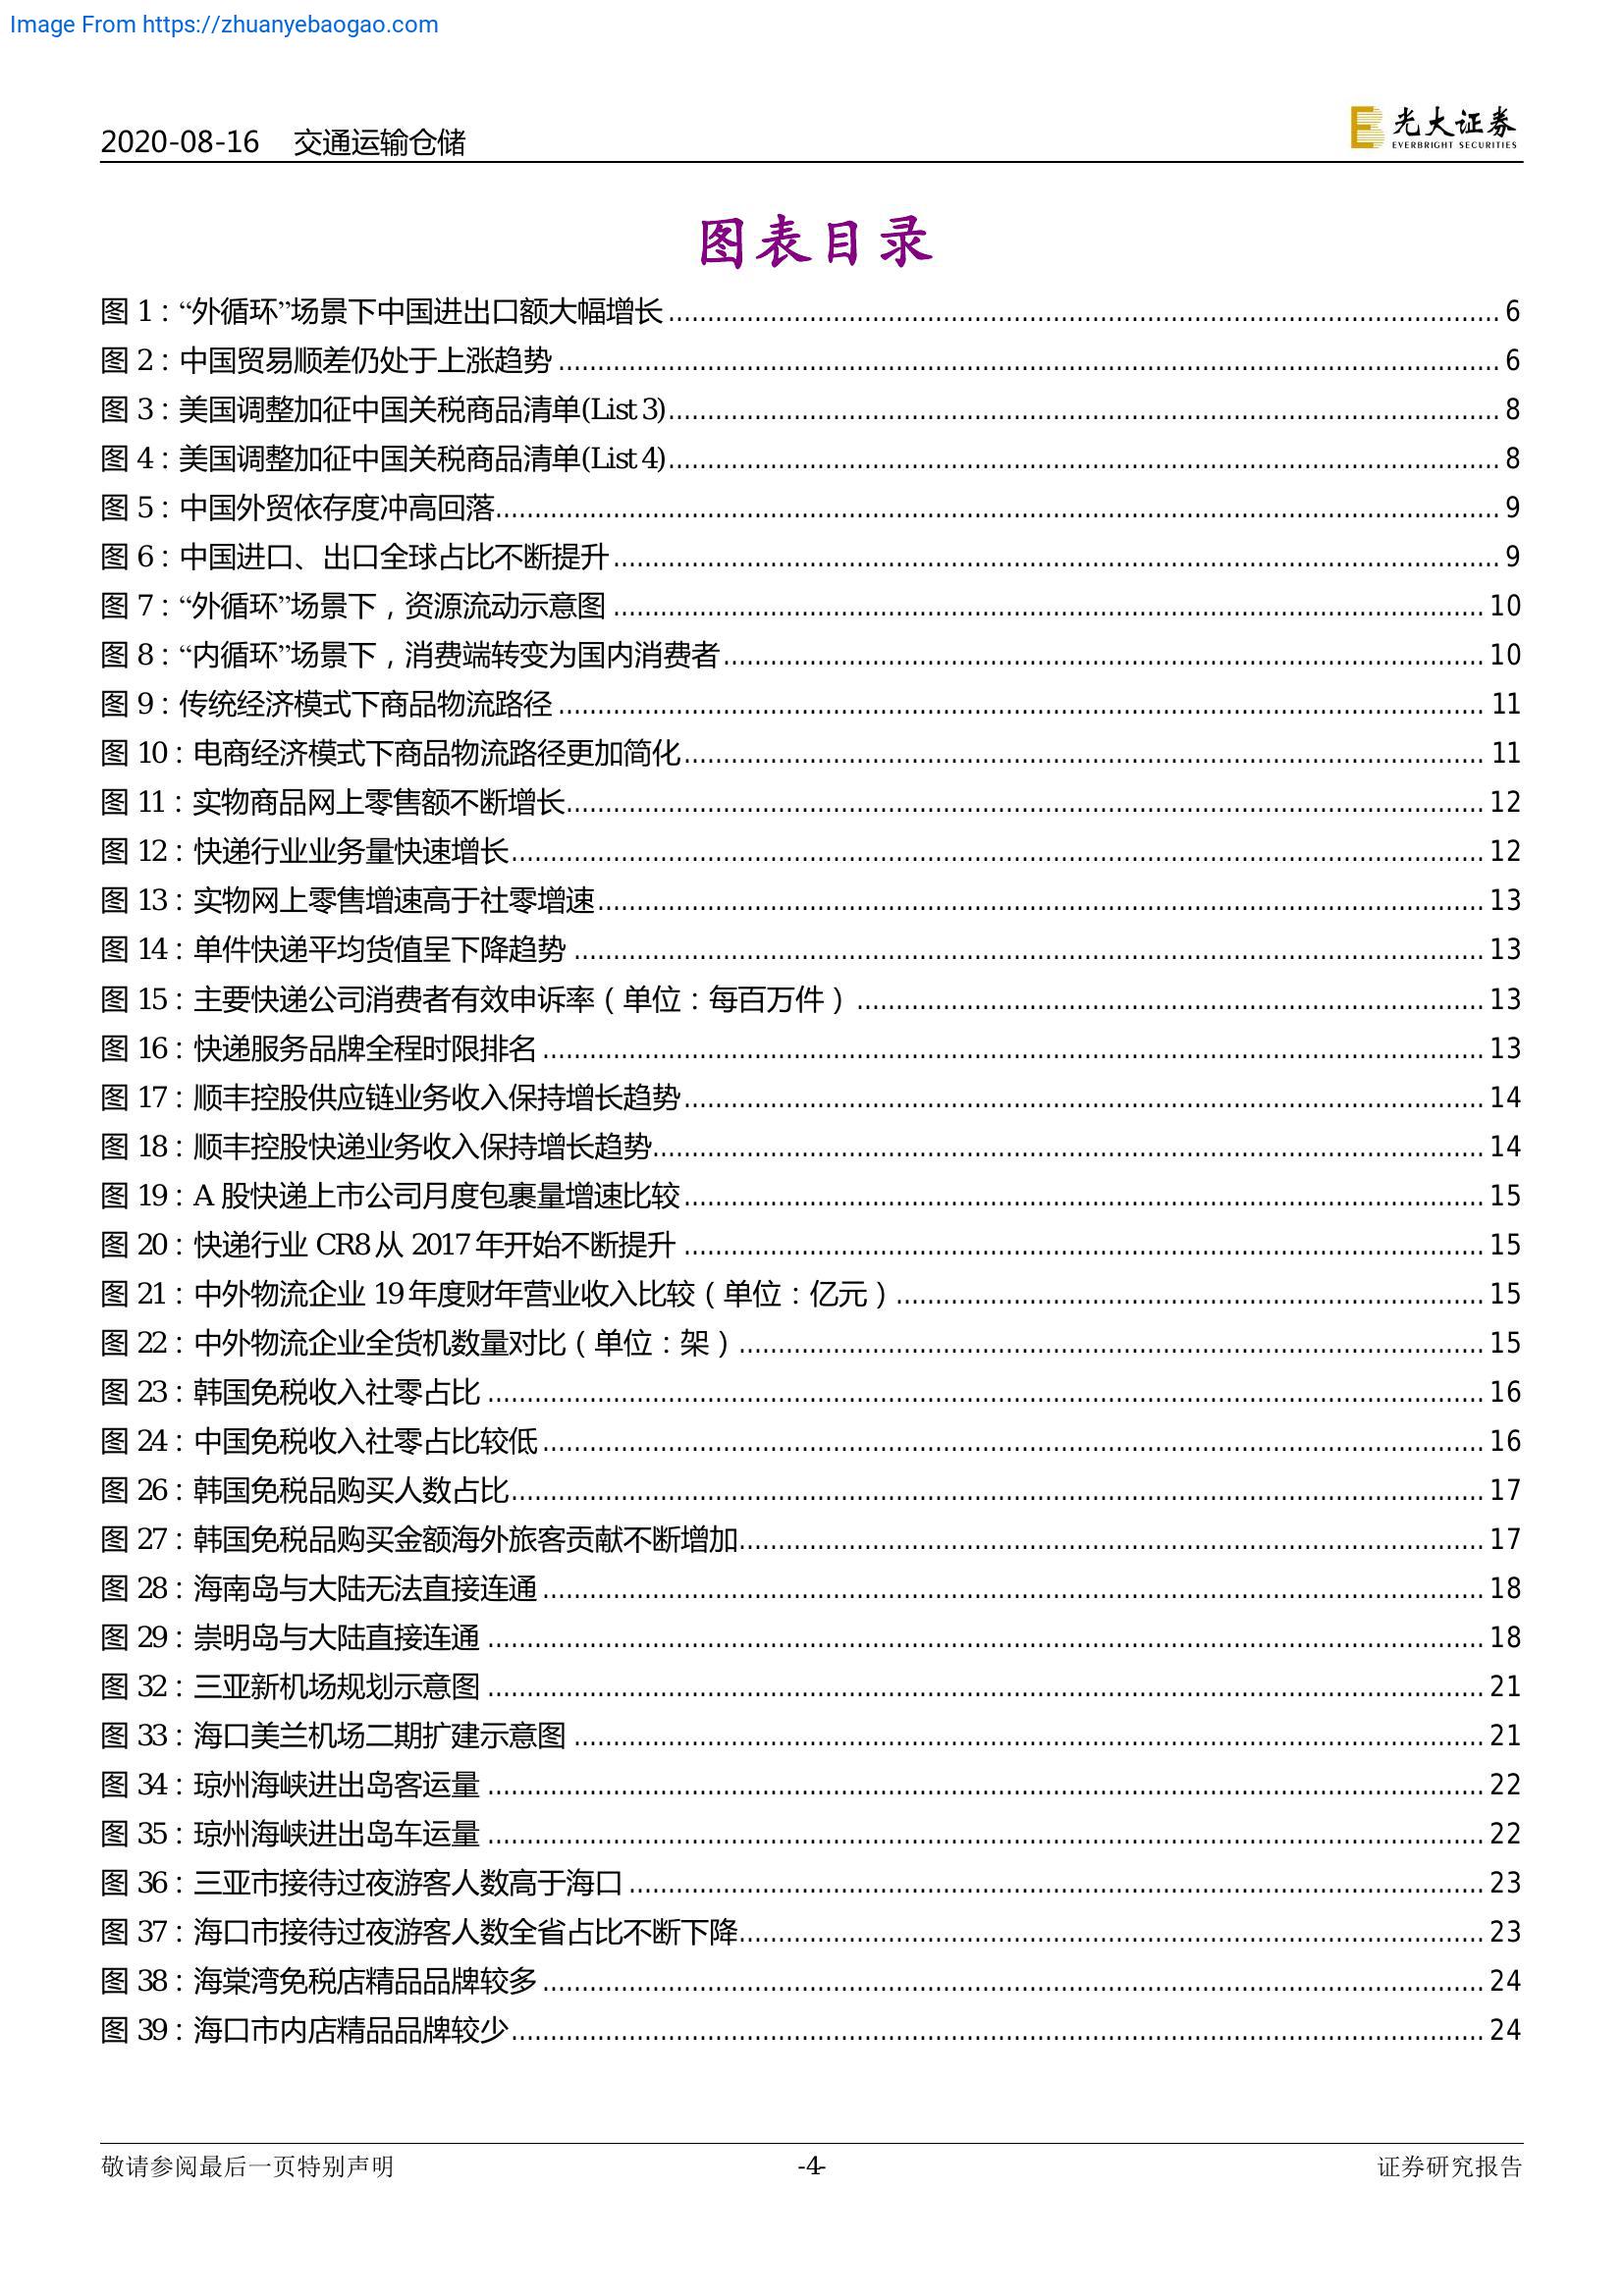 Image From https://zhuanyebaogao.com
2020-08-16 交通运输仓储
光大证券
EVERBRIGHT SECURITIES
图表目录
图 1：“外循环”场景下中国进出口额大幅增长 6
图 2：中国贸易顺差仍处于上涨趋势 6
图 3：美国调整加征中国关税商品清单(List 3) 8
图 4：美国调整加征中国关税商品清单(List 4) 8
图 5：中国外贸依存度冲高回落 9
图 6：中国进口、出口全球占比不断提升 9
图 7：“外循环”场景下，资源流动示意图 10
图 8：“内循环”场景下，消费端转变为国内消费者 10
图 9：传统经济模式下商品物流路径 11
图 10：电商经济模式下商品物流路径更加简化 11
图 11：实物商品网上零售额不断增长 12
图 12：快递行业业务量快速增长 12
图 13：实物网上零售增速高于社零增速 13
图 14：单件快递平均货值呈下降趋势 13
图 15：主要快递公司消费者有效申诉率（单位：每百万件） 13
图 16：快递服务品牌全程时限排名 13
图 17：顺丰控股供应链业务收入保持增长趋势 14
图 18：顺丰控股快递业务收入保持增长趋势 14
图 19：A 股快递上市公司月度包裹量增速比较 15
图 20：快递行业 CR8 从 2017 年开始不断提升 15
图 21：中外物流企业 19 年度财年营业收入比较（单位：亿元） 15
图 22：中外物流企业全货机数量对比（单位：架） 15
图 23：韩国免税收入社零占比 16
图 24：中国免税收入社零占比较低 16
图 26：韩国免税品购买人数占比 17
图 27：韩国免税品购买金额海外旅客贡献不断增加 17
图 28：海南岛与大陆无法直接连通 18
图 29：崇明岛与大陆直接连通 18
图 32：三亚新机场规划示意图 21
图 33：海口美兰机场二期扩建示意图 21
图 34：琼州海峡进出岛客运量 22
图 35：琼州海峡进出岛车运量 22
图 36：三亚市接待过夜游客人数高于海口 23
图 37：海口市接待过夜游客人数全省占比不断下降 23
图 38：海棠湾免税店精品品牌较多 24
图 39：海口市内店精品品牌较少 24
敬请参阅最后一页特别声明 -4- 证券研究报告